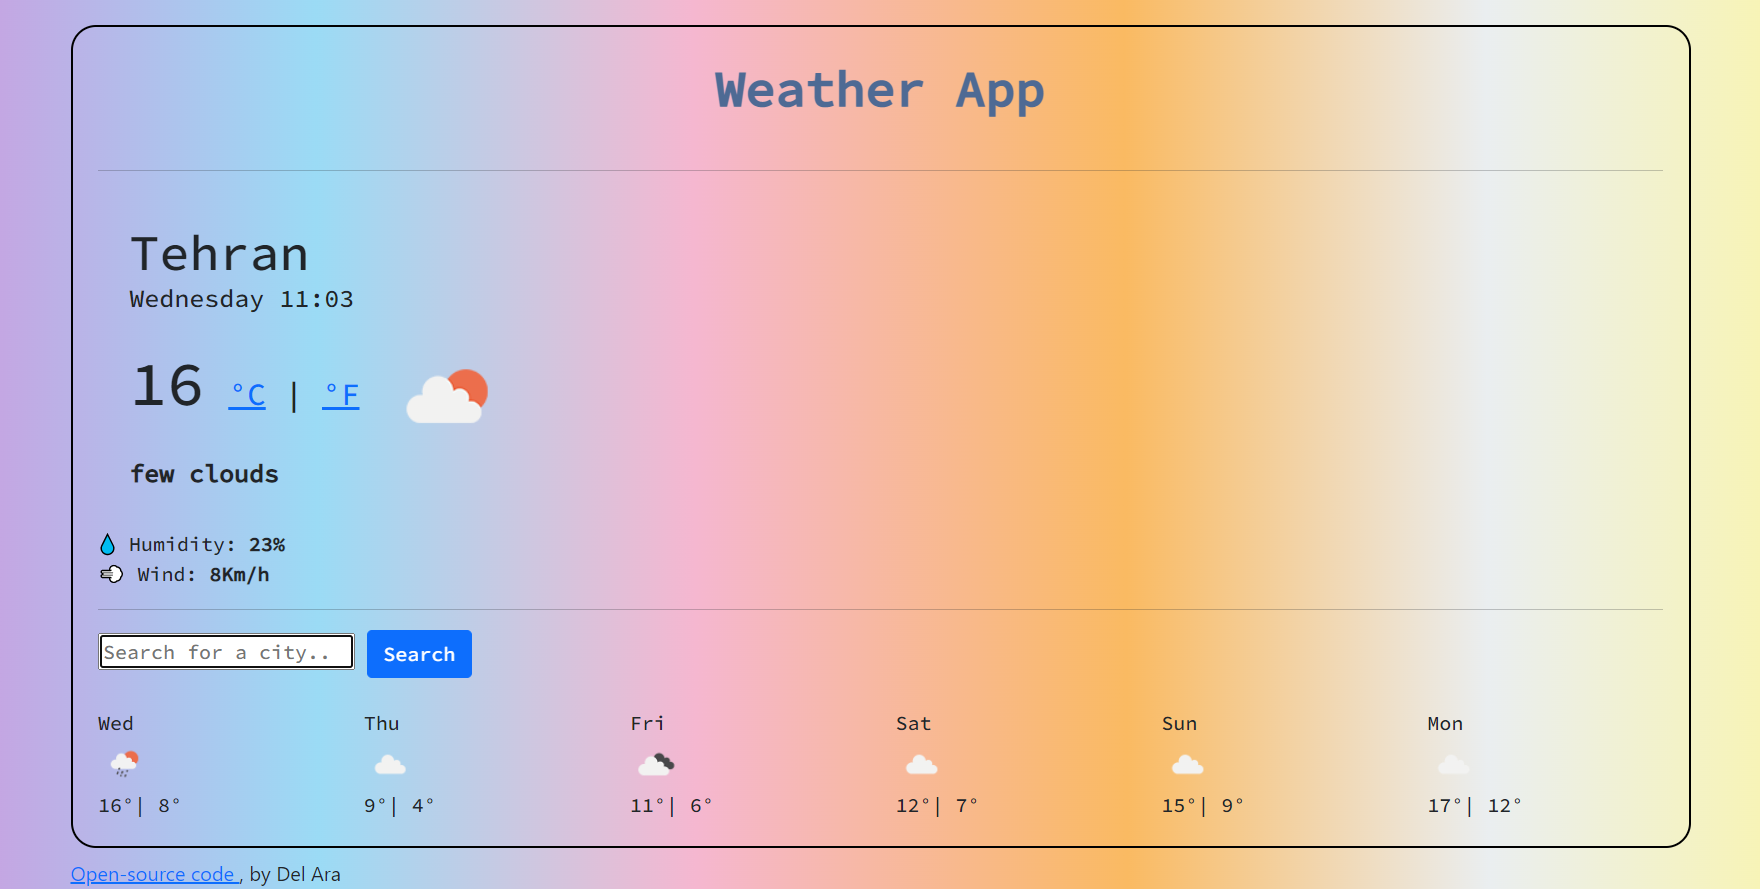 Weather App
Tehran
Wednesday 11:03
16 °C | °F
few clouds
Humidity: 23%
Wind: 8Km/h
Search for a city.. Search
Wed Thu Fri Sat Sun Mon
16°| 8° 9°| 4° 11°| 6° 12°| 7° 15°| 9° 17°| 12°
Open-source code , by Del Ara